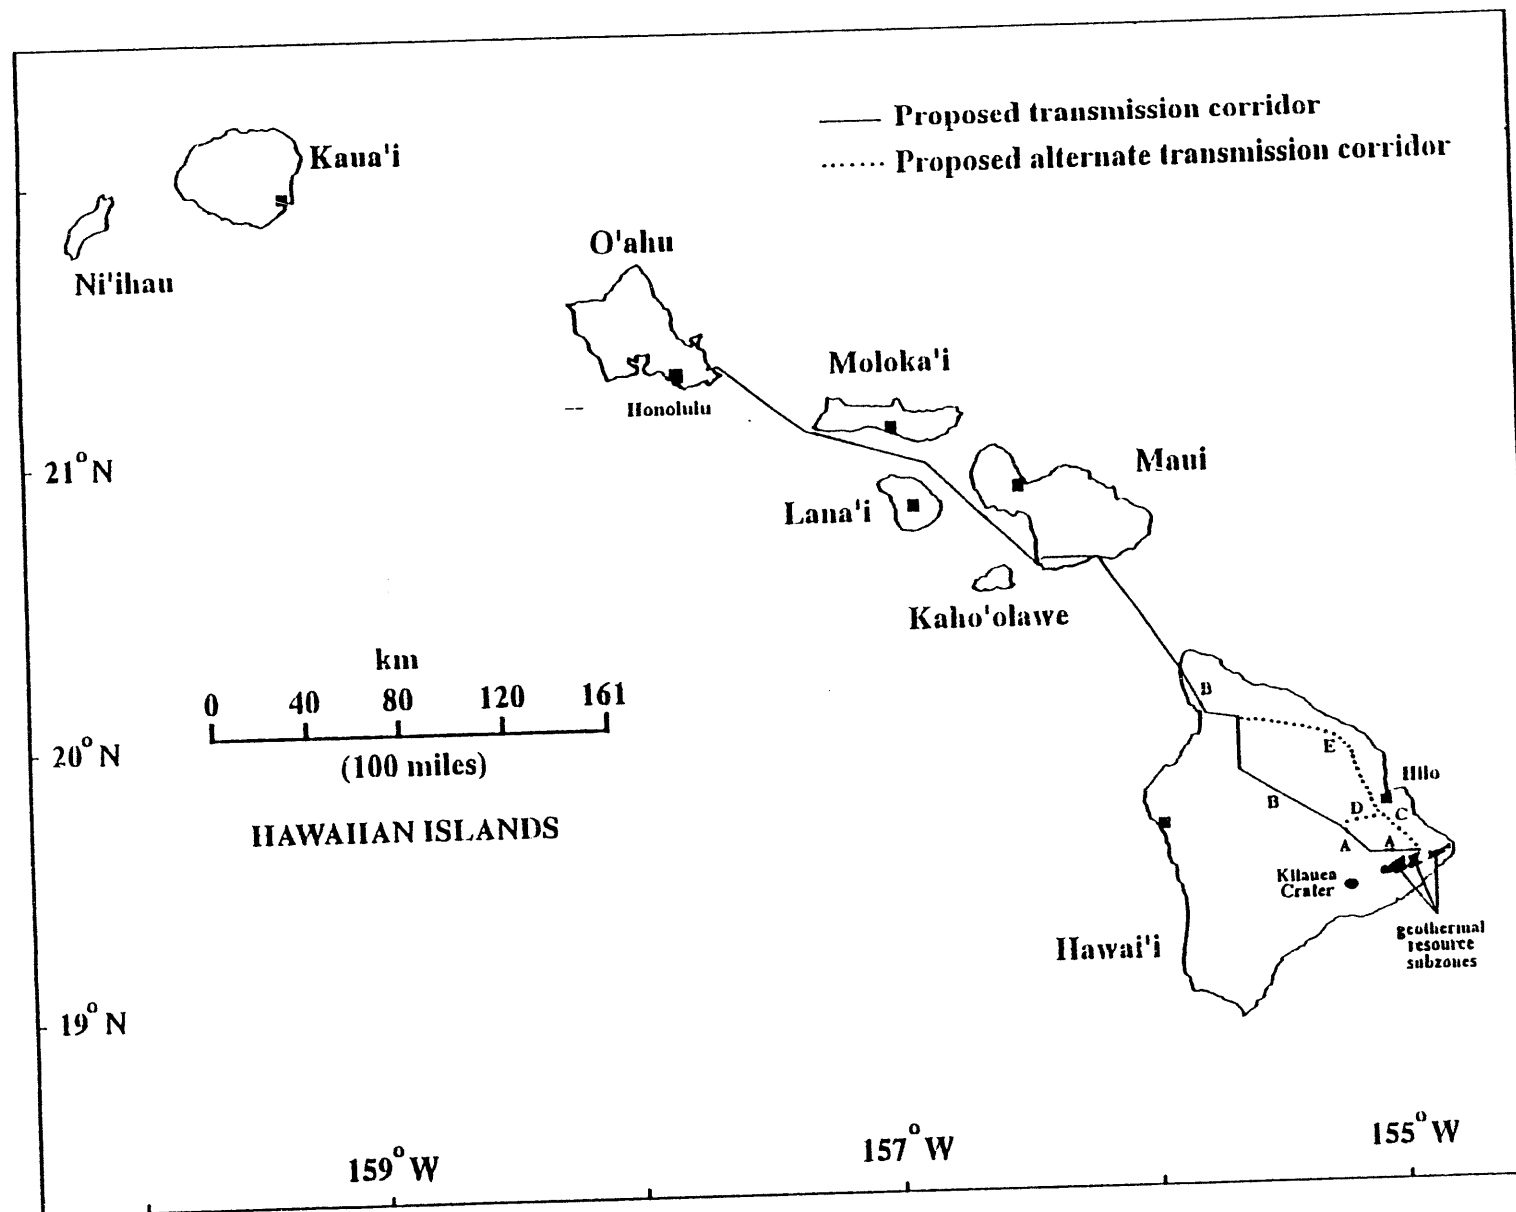 Proposed transmission corridor
Proposed alternate transmission corridor
Kaua'i
Ni'ihau
O'ahu
Honolulu
Moloka'i
Maui
Lana'i
Kaho'olawe
21°N
km
0 40 80 120 161
(100 miles)
20°N
HAWAIIAN ISLANDS
B
E
Hilo
B
D
C
A
A
Kilauea
Crater
geothermal
resource
subzones
Hawai'i
19°N
159°W
157°W
155°W